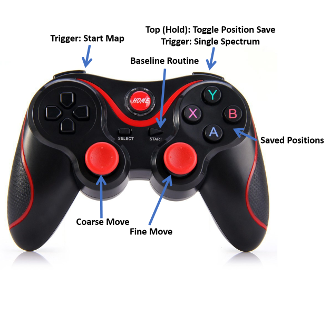 Top (Hold): Toggle Position Save
Trigger: Start Map
Trigger: Single Spectrum
Baseline Routine
HOME
Y
X
B
A
SELECT
START
Saved Positions
Coarse Move
Fine Move